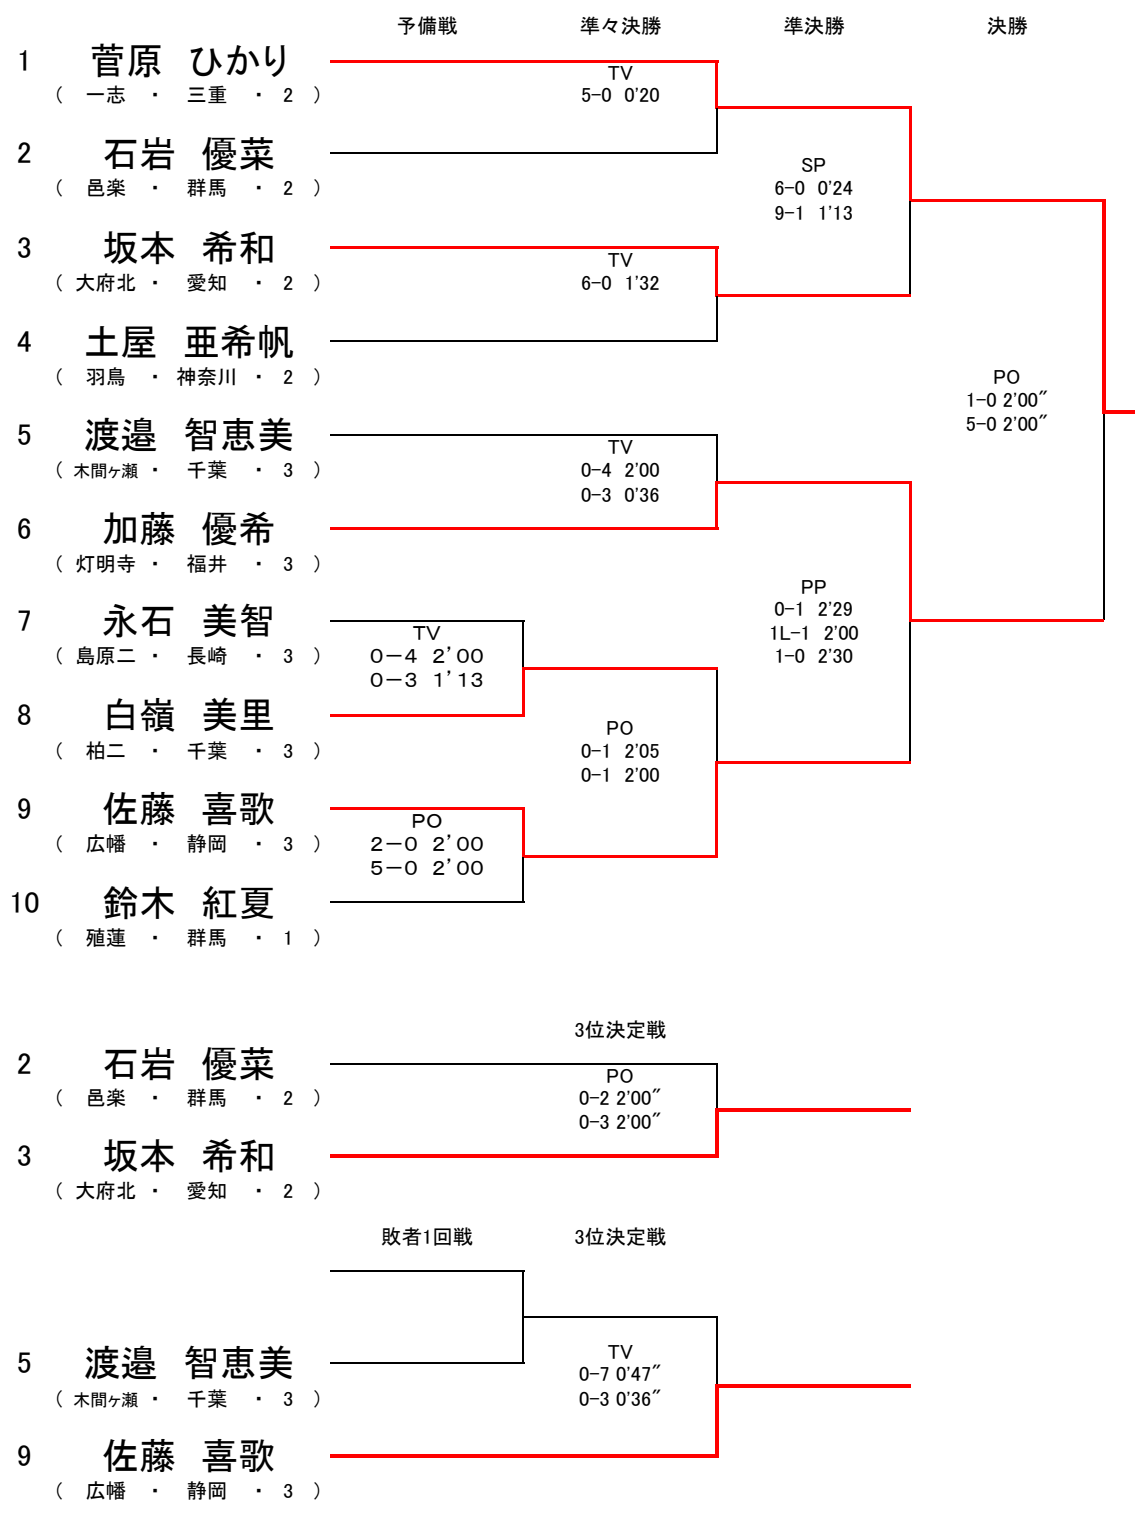 予備戦　準々決勝　準決勝　決勝
1　菅原　ひかり
（　一志　・　三重　・　2　）
TV
5-0　0'20
2　石岩　優菜
（　邑楽　・　群馬　・　2　）
SP
6-0　0'24
9-1　1'13
3　坂本　希和
（　大府北　・　愛知　・　2　）
TV
6-0　1'32
4　土屋　亜希帆
（　羽鳥　・　神奈川　・　2　）
PO
1-0 2'00″
5-0 2'00″
5　渡邉　智恵美
（　木間ヶ瀬　・　千葉　・　3　）
TV
0-4　2'00
0-3　0'36
6　加藤　優希
（　灯明寺　・　福井　・　3　）
PP
0-1　2'29
1L-1　2'00
1-0　2'30
7　永石　美智
（　島原二　・　長崎　・　3　）
TV
０－４　２’００
０－３　１’１３
8　白嶺　美里
（　柏二　・　千葉　・　3　）
PO
0-1　2'05
0-1　2'00
9　佐藤　喜歌
（　広幡　・　静岡　・　3　）
PO
２－０　２’００
５－０　２’００
10　鈴木　紅夏
（　殖蓮　・　群馬　・　1　）
3位決定戦
2　石岩　優菜
（　邑楽　・　群馬　・　2　）
PO
0-2 2'00″
0-3 2'00″
3　坂本　希和
（　大府北　・　愛知　・　2　）
敗者1回戦　3位決定戦
5　渡邉　智恵美
（　木間ヶ瀬　・　千葉　・　3　）
TV
0-7 0'47″
0-3 0'36″
9　佐藤　喜歌
（　広幡　・　静岡　・　3　）